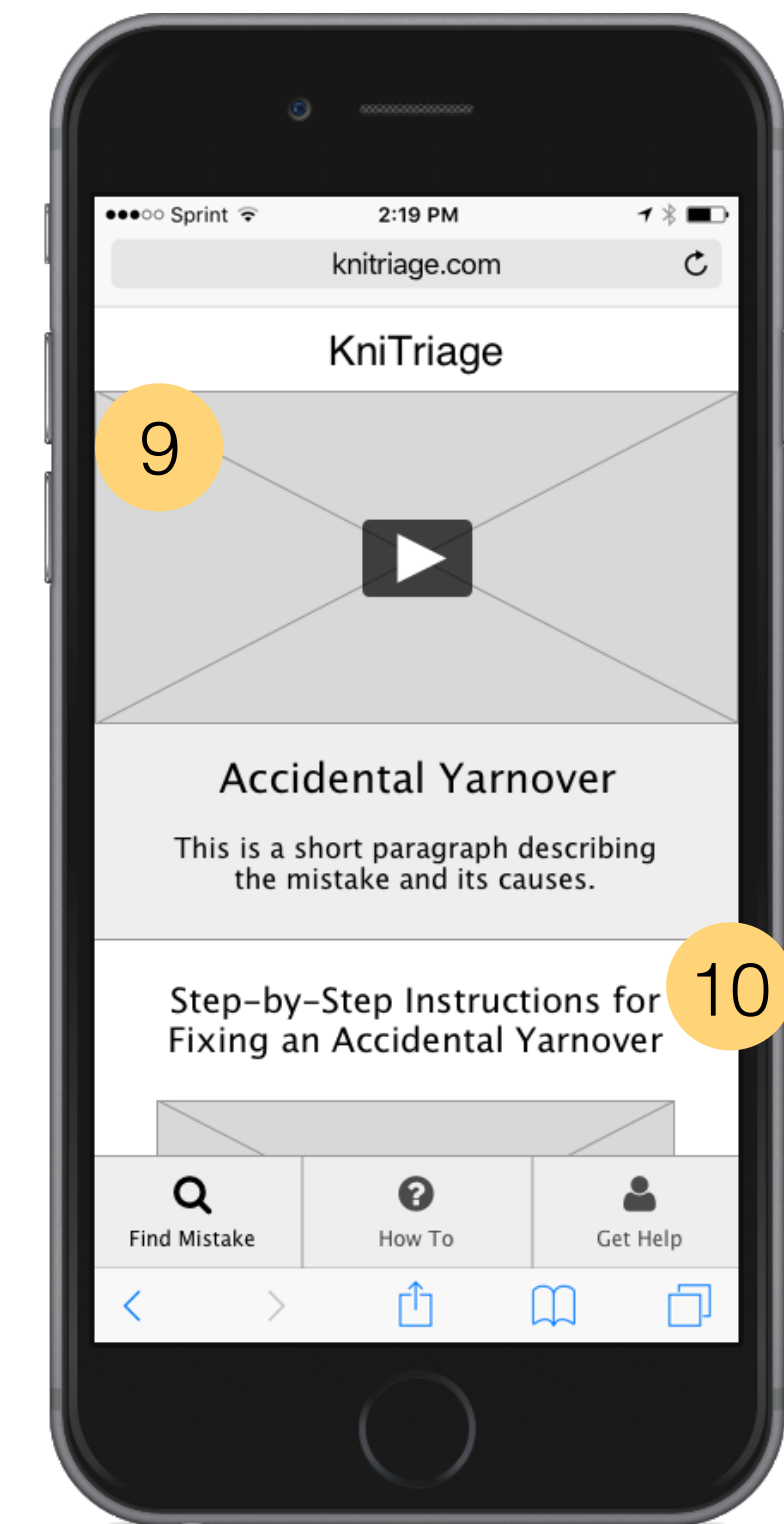 Sprint 2:19 PM
knitriage.com
KniTriage
9
Accidental Yarnover
This is a short paragraph describing
the mistake and its causes.
10
Step-by-Step Instructions for
Fixing an Accidental Yarnover
Find Mistake How To Get Help